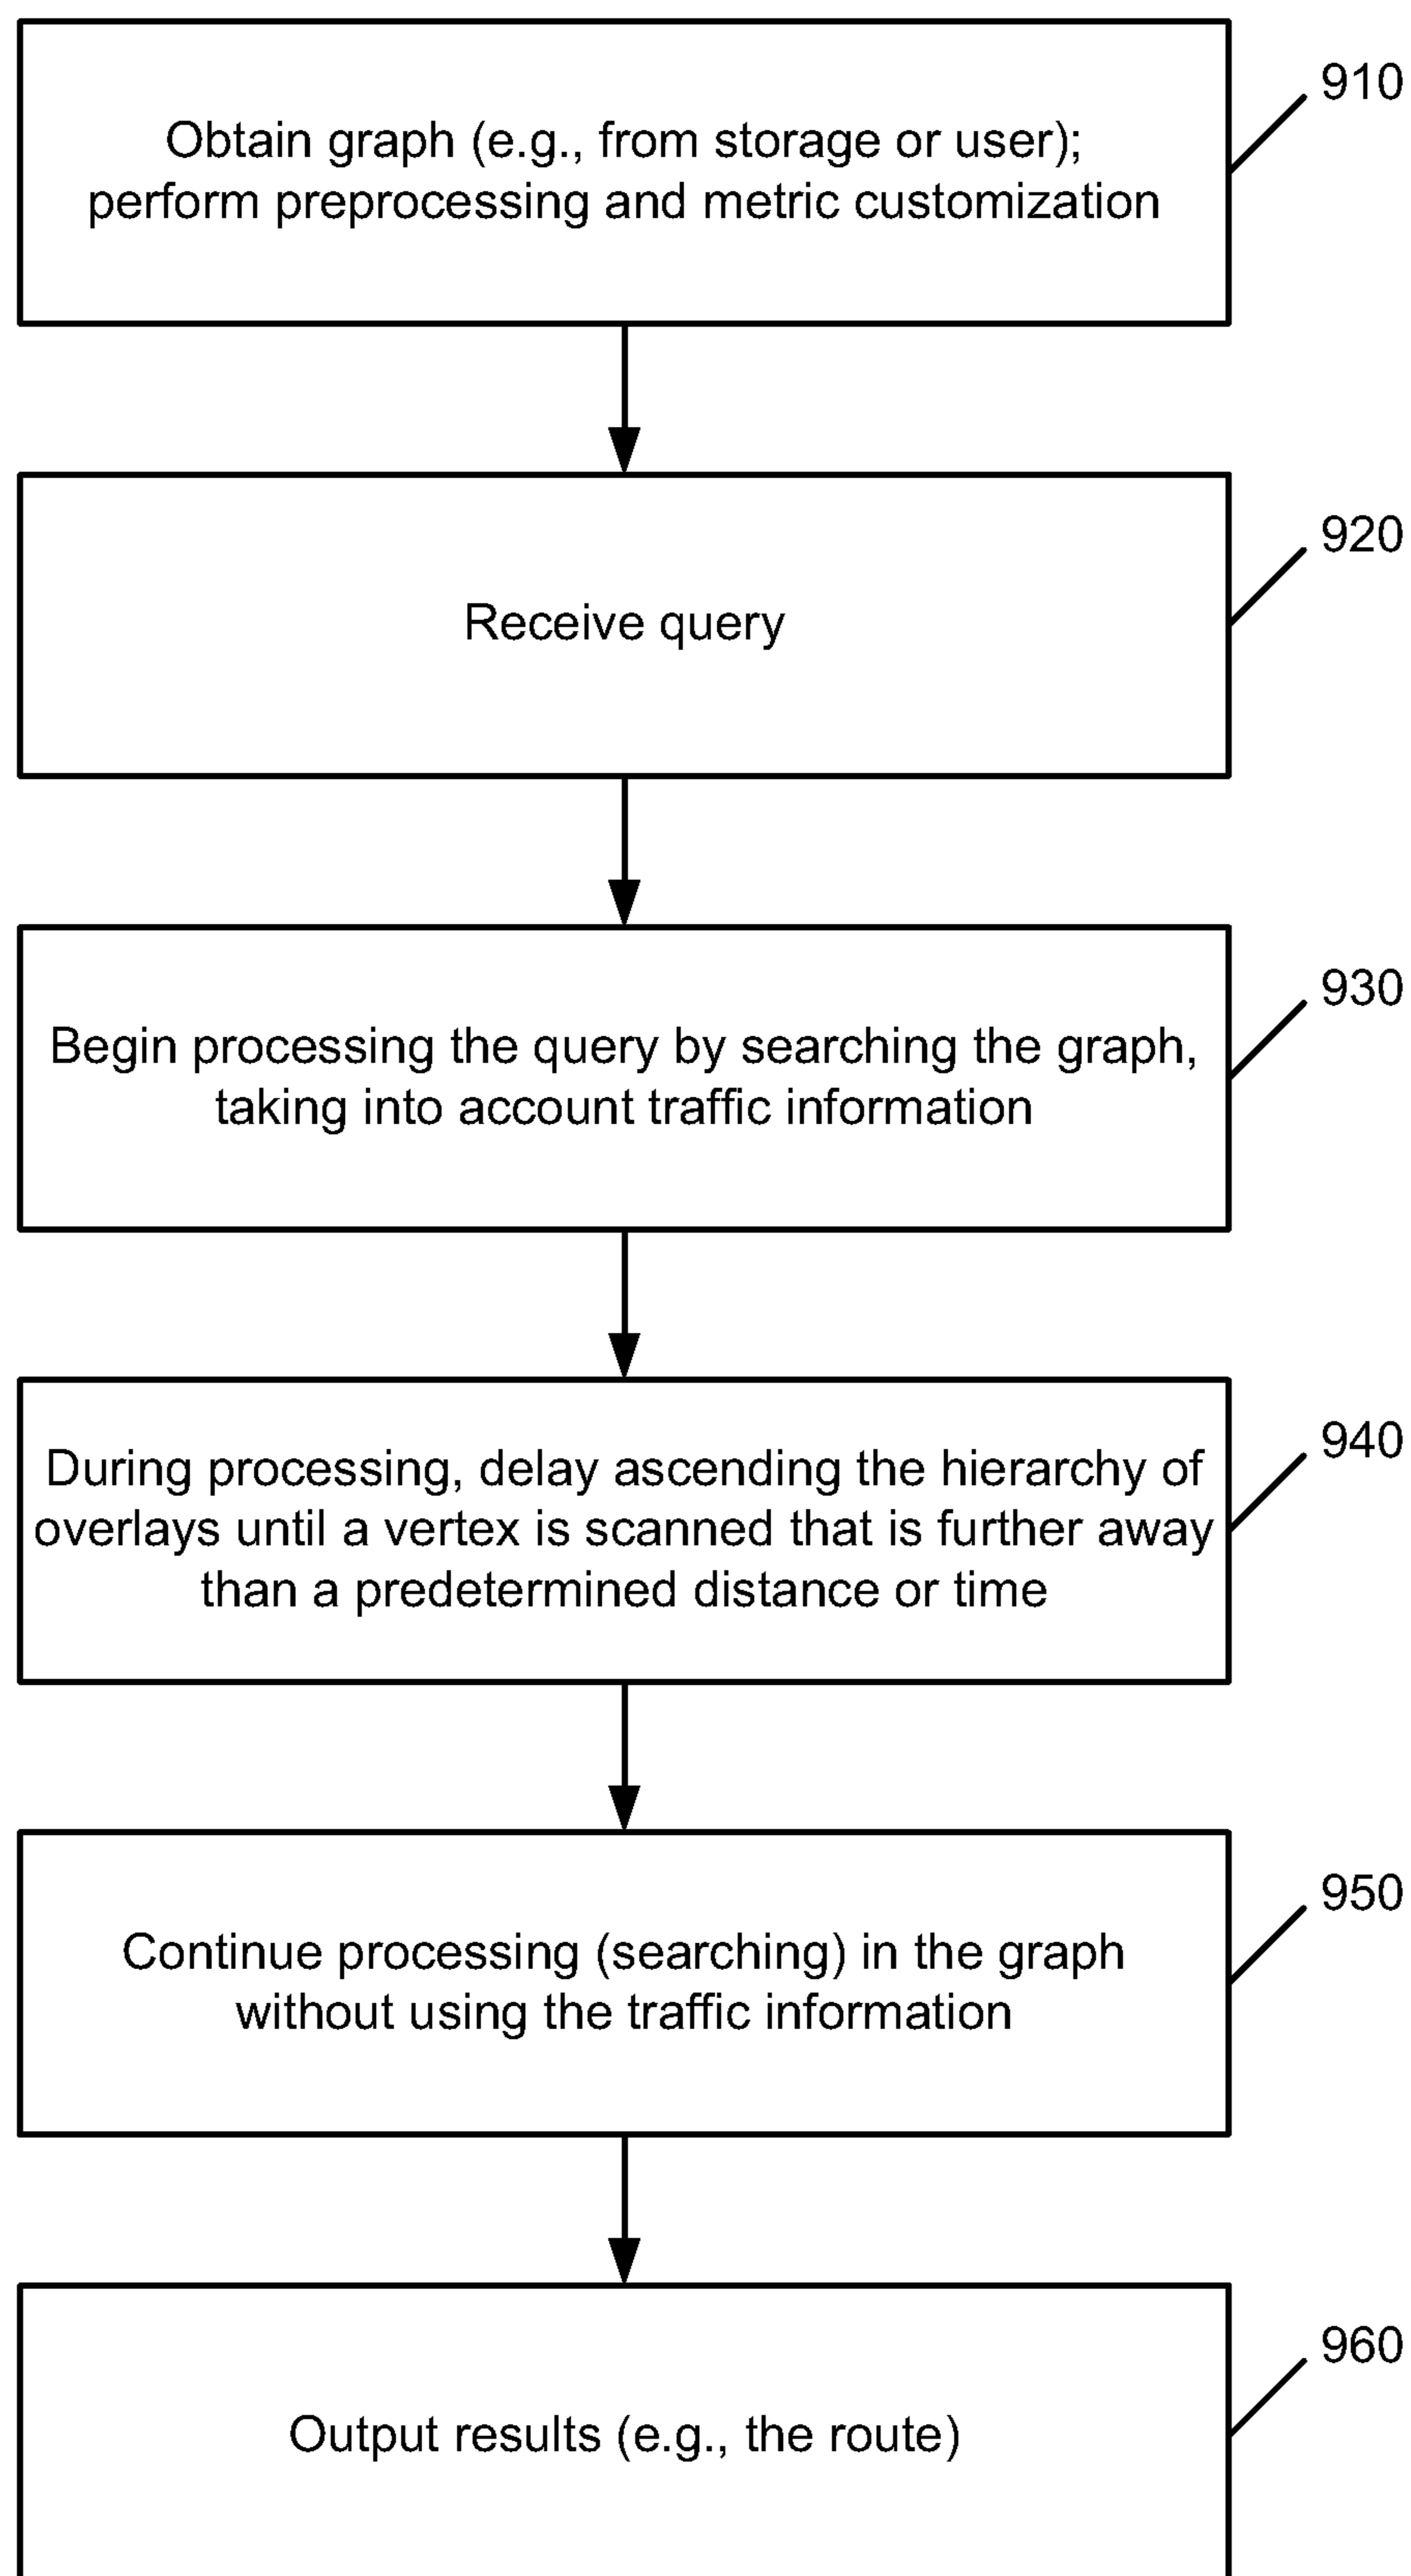 910
Obtain graph (e.g., from storage or user);
perform preprocessing and metric customization
920
Receive query
930
Begin processing the query by searching the graph,
taking into account traffic information
940
During processing, delay ascending the hierarchy of
overlays until a vertex is scanned that is further away
than a predetermined distance or time
950
Continue processing (searching) in the graph
without using the traffic information
960
Output results (e.g., the route)